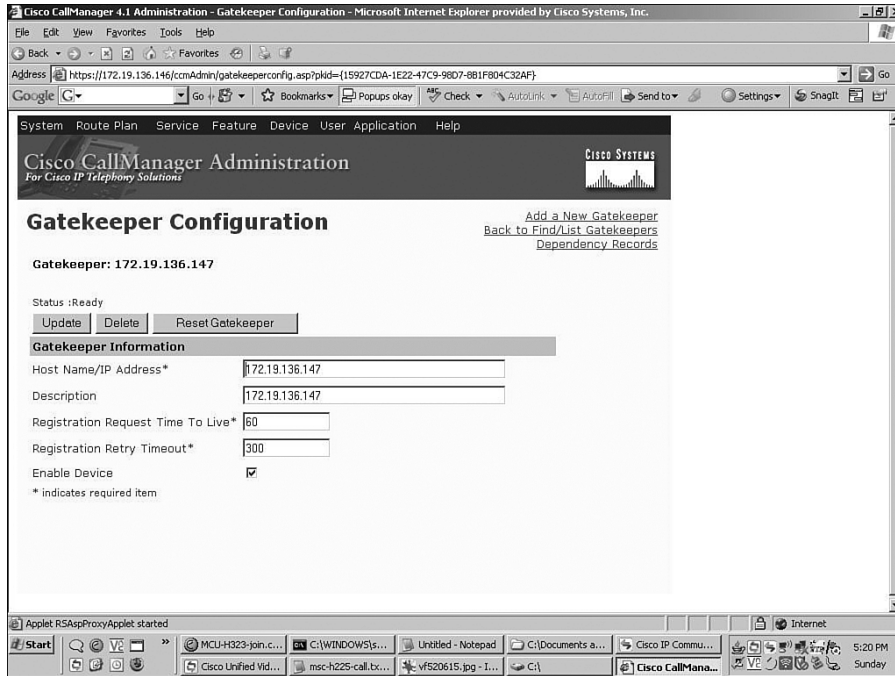 Cisco CallManager 4.1 Administration - Gatekeeper Configuration - Microsoft Internet Explorer provided by Cisco Systems, Inc.
File Edit View Favorites Tools Help
Back Favorites
Address https://172.19.136.146/ccmAdmin/gatekeeperconfig.asp?pkid={15927CDA-1E22-47C9-98D7-8B1F804C32AF} Go
Google G Go Bookmarks Popups okay Check AutoLink AutoFill Send to Settings SnagIt
System Route Plan Service Feature Device User Application Help
Cisco CallManager Administration
For Cisco IP Telephony Solutions
CISCO SYSTEMS
Gatekeeper Configuration
Add a New Gatekeeper
Back to Find/List Gatekeepers
Dependency Records
Gatekeeper: 172.19.136.147
Status :Ready
Update Delete Reset Gatekeeper
Gatekeeper Information
Host Name/IP Address* 172.19.136.147
Description 172.19.136.147
Registration Request Time To Live* 60
Registration Retry Timeout* 300
Enable Device
* indicates required item
Applet RSAspProxyApplet started Internet
Start V2 » MCU-H323-join.c... C:\WINDOWS\s... Untitled - Notepad C:\Documents a... Cisco IP Commu... 5:20 PM
Cisco Unified Vid... msc-h225-call.tx... vf520615.jpg - I... C:\ Cisco CallMana... V2 Sunday